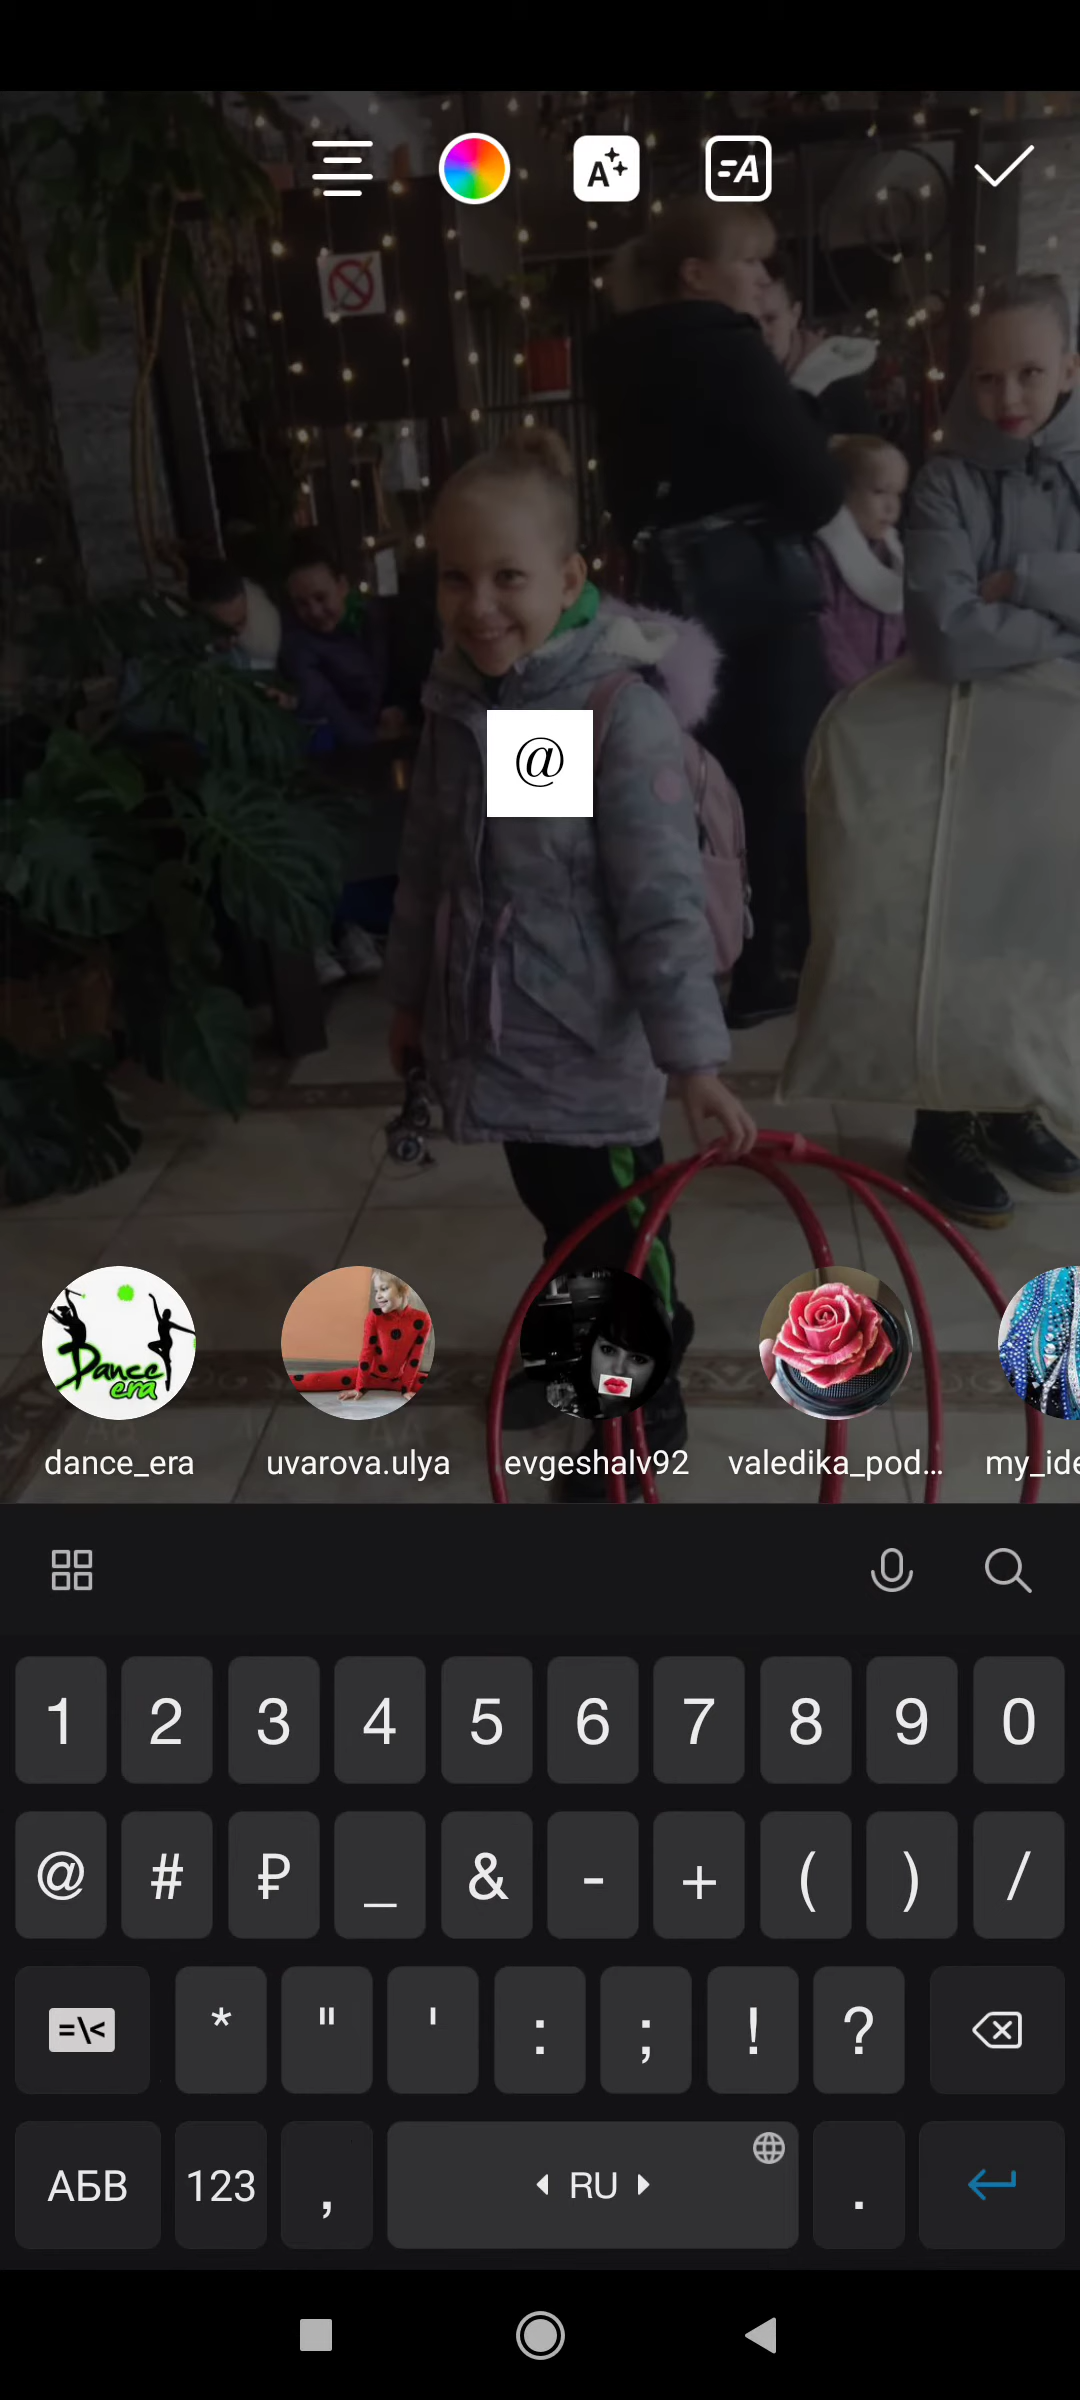 A
=A
@
Dance
era
dance_era
uvarova.ulya
evgeshalv92
valedika_pod...
my_ide
1 2 3 4 5 6 7 8 9 0
@ # ₽ _ & - + ( ) /
=\< * " ' : ; ! ?
АБВ 123 , RU .